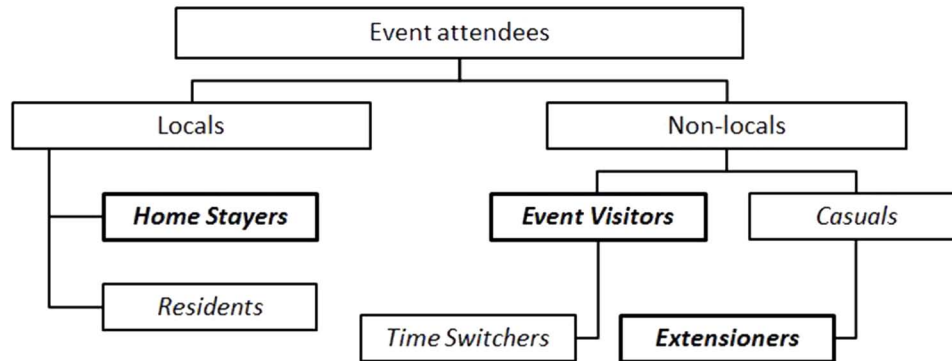 Event attendees
Locals
Non-locals
Home Stayers
Event Visitors
Casuals
Residents
Time Switchers
Extensioners